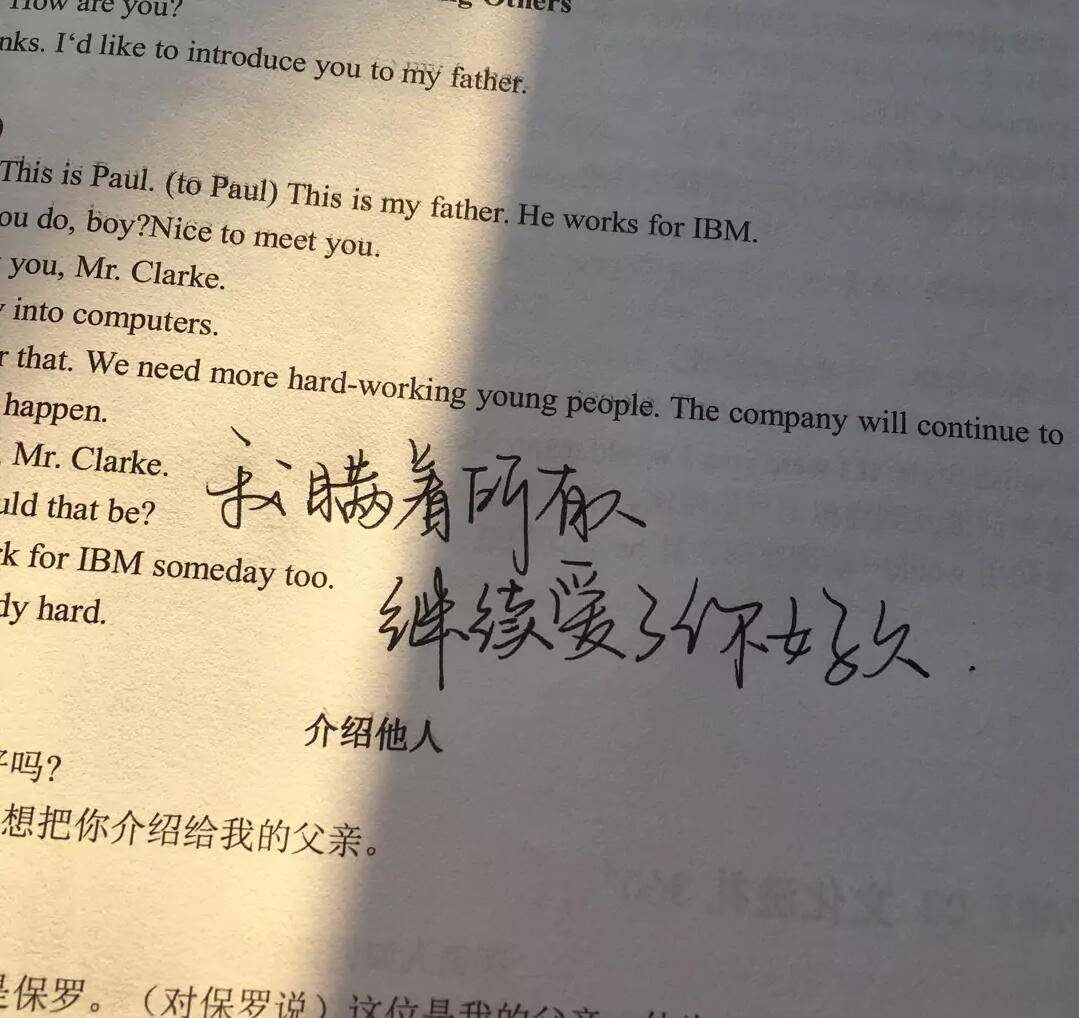 How are you?
Others
nks. I'd like to introduce you to my father.
)
This is Paul. (to Paul) This is my father. He works for IBM.
ou do, boy?Nice to meet you.
you, Mr. Clarke.
into computers.
r that. We need more hard-working young people. The company will continue to
happen.
Mr. Clarke.
我瞒着所有人
uld that be?
k for IBM someday too.
继续爱了你好久.
dy hard.
介绍他人
吗?
想把你介绍给我的父亲。
是保罗。（对保罗说）这位是我的父亲